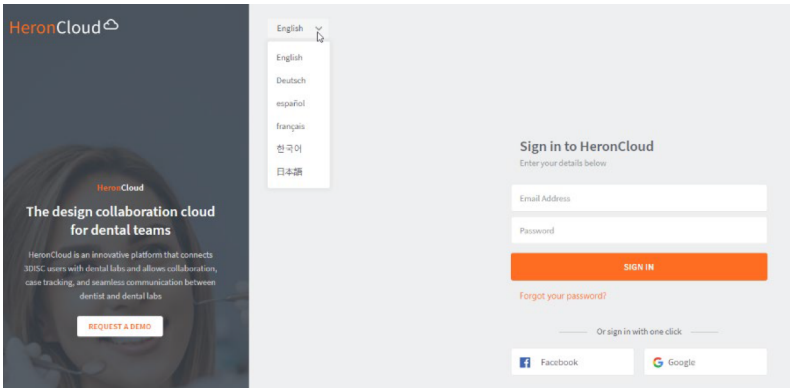 HeronCloud
HeronCloud
The design collaboration cloud
for dental teams
HeronCloud is an innovative platform that connects
3DISC users with dental labs and allows collaboration,
case tracking, and seamless communication between
dentist and dental labs
REQUEST A DEMO
English
English
Deutsch
español
français
한국어
日本語
Sign in to HeronCloud
Enter your details below
Email Address
Password
SIGN IN
Forgot your password?
Or sign in with one click
Facebook
Google